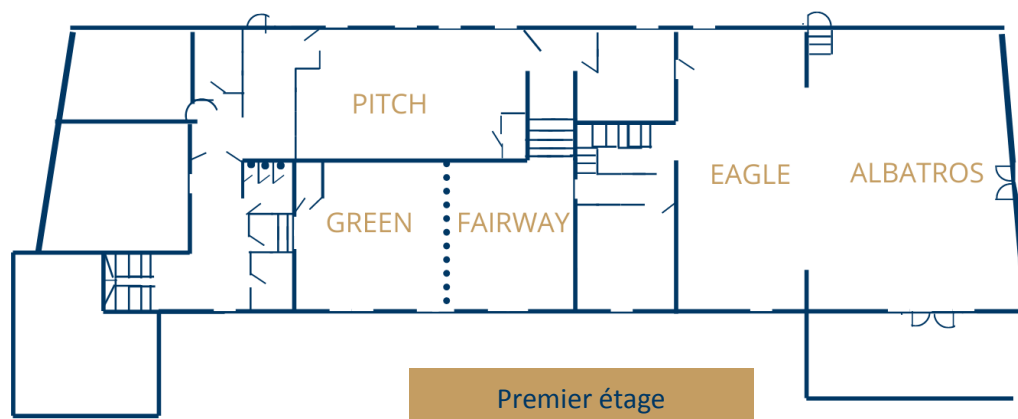 PITCH
EAGLE
ALBATROS
GREEN
FAIRWAY
Premier étage